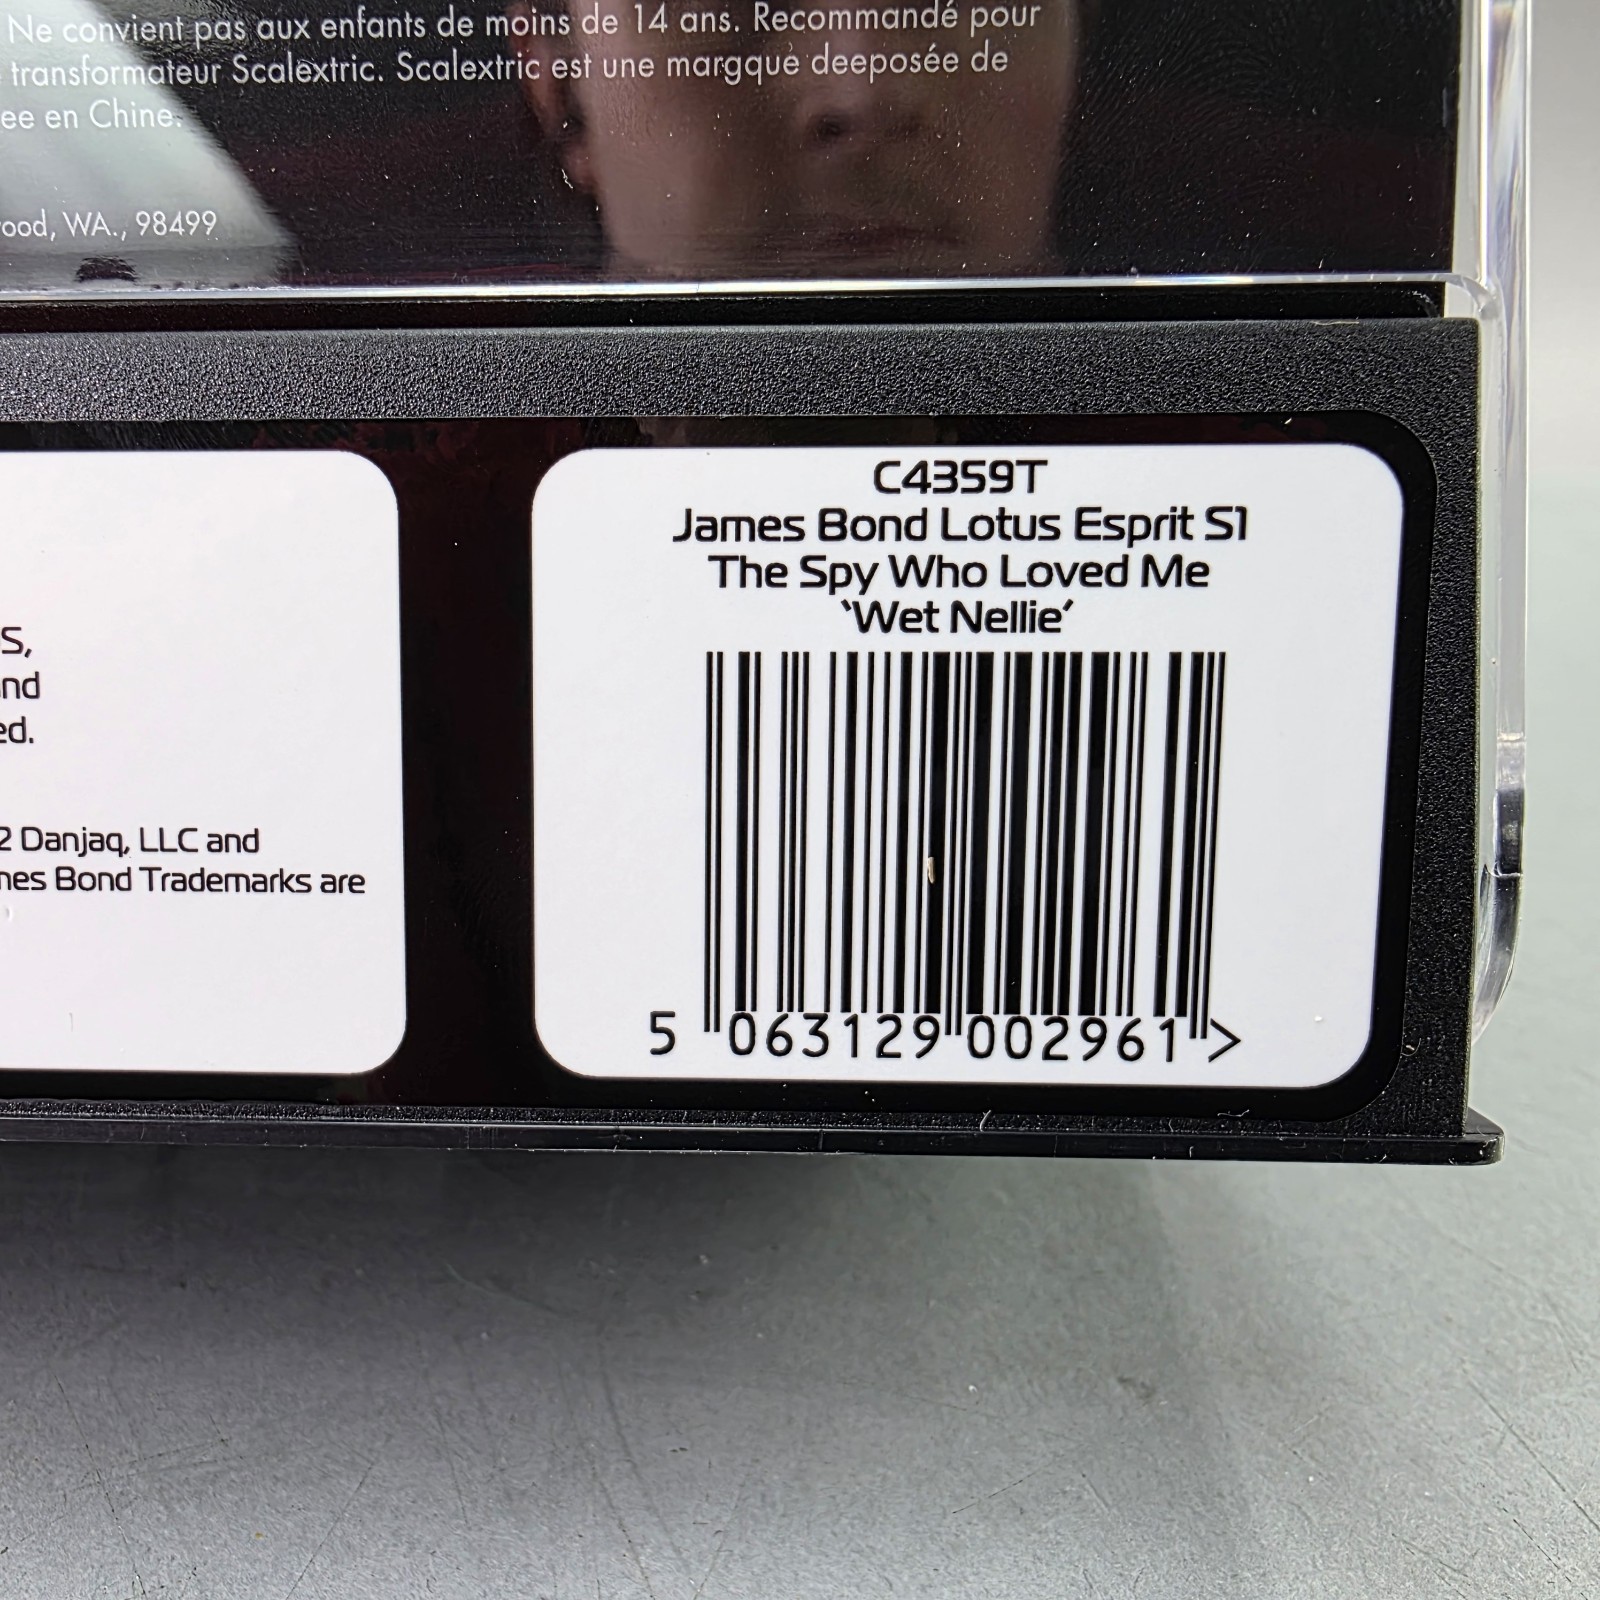 Ne convient pas aux enfants de moins de 14 ans. Recommandé pour
transformateur Scalextric. Scalextric est une margquè deeposée de
ee en Chine.
ood, WA., 98499
S,
nd
ed.
2 Danjaq, LLC and
mes Bond Trademarks are
C4359T
James Bond Lotus Esprit S1
The Spy Who Loved Me
‘Wet Nellie’
5 063129 002961 >